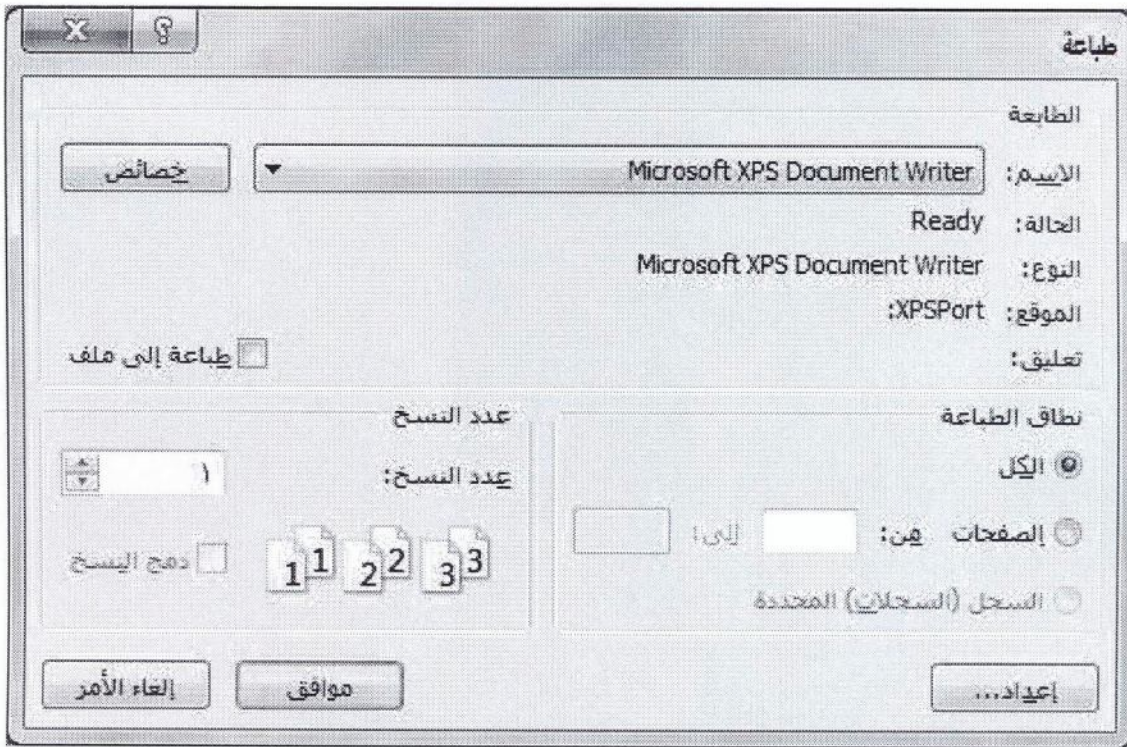 طباعة
الطابعة
الاسم: Microsoft XPS Document Writer خصائص
الحالة: Ready
النوع: Microsoft XPS Document Writer
الموقع: XPSPort:
تعليق: طباعة إلى ملف
نطاق الطباعة
الكل
الصفحات من: إلى:
السجل (السجلات) المحددة
عدد النسخ
عدد النسخ: ١
1 1 2 2 3 3 دمج النسخ
إعداد... موافق إلغاء الأمر